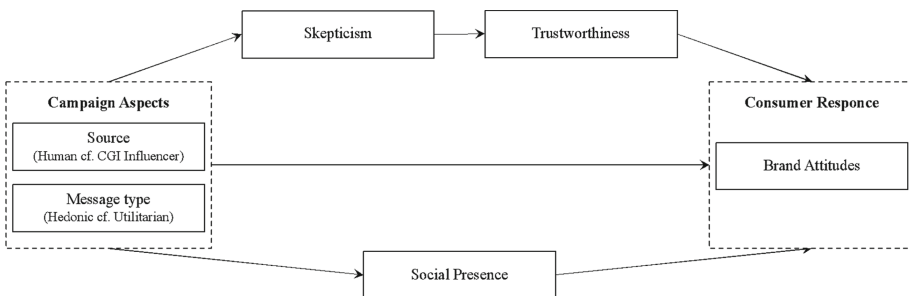 Skepticism
Trustworthiness
Campaign Aspects
Source
(Human cf. CGI Influencer)
Message type
(Hedonic cf. Utilitarian)
Consumer Responce
Brand Attitudes
Social Presence